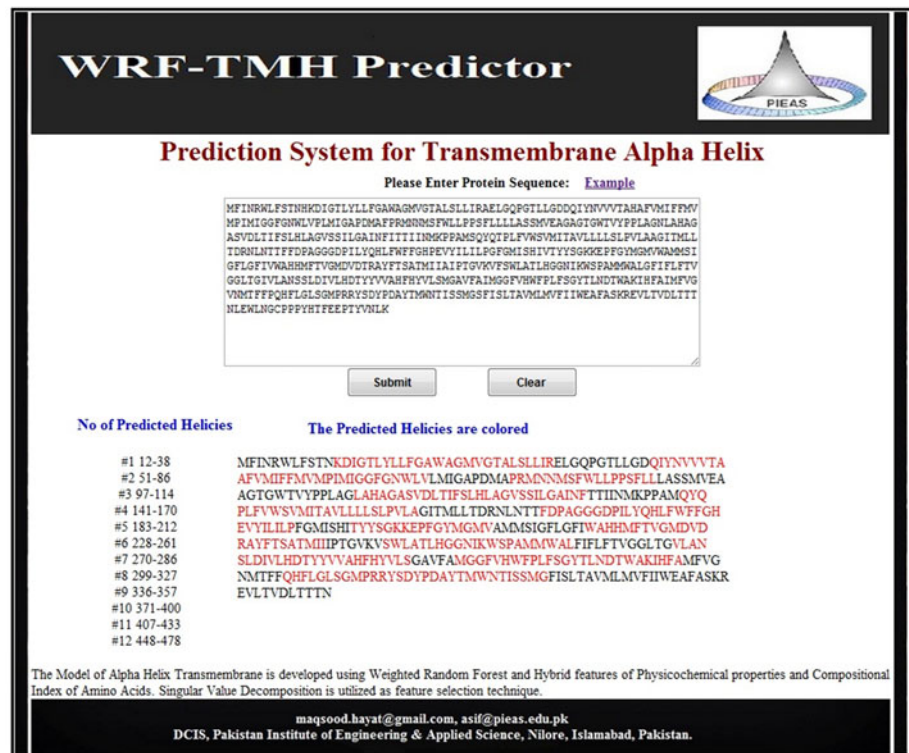 WRF-TMH Predictor
PIEAS
Prediction System for Transmembrane Alpha Helix
Please Enter Protein Sequence: Example
MFINRWLFSTNHKDIGTLYLLFGAWAGMVGTALSLLIRAELGQPGTLLGDDQIYNVVVTAHAFVMIFFMV
MPIMIGGFGNWLVPLMIGAPDMAFPRMNNMSFWLLPPSFLLLLASSMVEAGAGTGWTVYPPLAGNLAHAG
ASVDLTIFSLHLAGVSSILGAINFITTIINMKPPAMSQYQTPLFVWSVMITAVLLLLSLPVLAAGITMLL
TDRNLNTTFFDPAGGGDPILYQHLFWFFGHPEVYILILPGFGMISHIVTYYSGKKEPFGYMGMVWAMMSI
GFLGFIVWAHHMFTVGMDVDTRAYFTSATMIIAIPTGVKVFSWLATLHGGNIKWSPAMMWALGFIFLFTV
GGLTGIVLANSSLDIVLHDTYYVVAHFHYVLSMGAVFAIMGGFVHWFPLFSGYTLNDTWAKIHFAIMFVG
VNMTFFPQHFLGLSGMPRRYSDYPDAYTMWNTISSMGSFISLTAVMLMVFIIWEAFASKREVLTVDLTTT
NLEWLNGCPPPYHTFEEPTYVNLK
Submit Clear
No of Predicted Helicies The Predicted Helicies are colored
#1 12-38 MFINRWLFSTNKDIGTLYLLFGAWAGMVGTALSLLIRELGQPGTLLGDQIYNVVVTA
#2 51-86 AFVMIFFMVMPIMIGGFGNWLVLMIGAPDMAPRMNNMSFWLLPPSFLLLASSMVEA
#3 97-114 AGTGWTVYPPLAGLAHAGASVDLTIFSLHLAGVSSILGAINFTTIINMKPPAMQYQ
#4 141-170 PLFVWSVMITAVLLLLSLPVLAGITMLLTDRNLNTTFDPAGGGDPILYQHLFWFFGH
#5 183-212 EVYILILPFGMISHITYYSGKKEPFGYMGMVAMMSIGFLGFIWAHHMFTVGMDVD
#6 228-261 RAYFTSATMIIIPTGVKVSWLATLHGGNIKWSPAMMWALFIFLFTVGGLTGVLAN
#7 270-286 SLDIVLHDTYYVVAHFHYVLSGAVFAMGGFVHWFPLFSGYTLNDTWAKIHFAMFVG
#8 299-327 NMTFFQHFLGLSGMPRRYSDYPDAYTMWNTISSMGFISLTAVMLMVFIIWEAFASKR
#9 336-357 EVLTVDLTTTN
#10 371-400
#11 407-433
#12 448-478
The Model of Alpha Helix Transmembrane is developed using Weighted Random Forest and Hybrid features of Physicochemical properties and Compositional
Index of Amino Acids. Singular Value Decomposition is utilized as feature selection technique.
maqsood.hayat@gmail.com, asif@pieas.edu.pk
DCIS, Pakistan Institute of Engineering & Applied Science, Nilore, Islamabad, Pakistan.